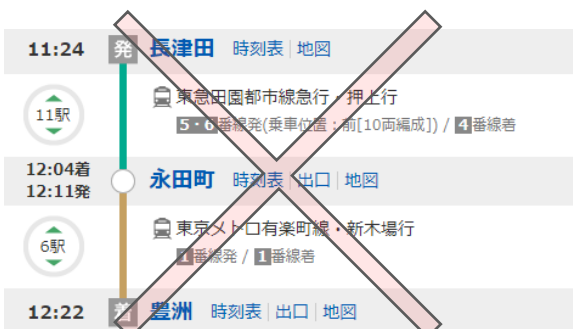 11:24 発 長津田 時刻表 | 地図
11駅 東急田園都市線急行・押上行
5・6番線発(乗車位置:前[10両編成]) / 4番線着
12:04着
12:11発 永田町 時刻表 | 出口 | 地図
6駅 東京メトロ有楽町線・新木場行
1番線発 / 1番線着
12:22 着 豊洲 時刻表 | 出口 | 地図